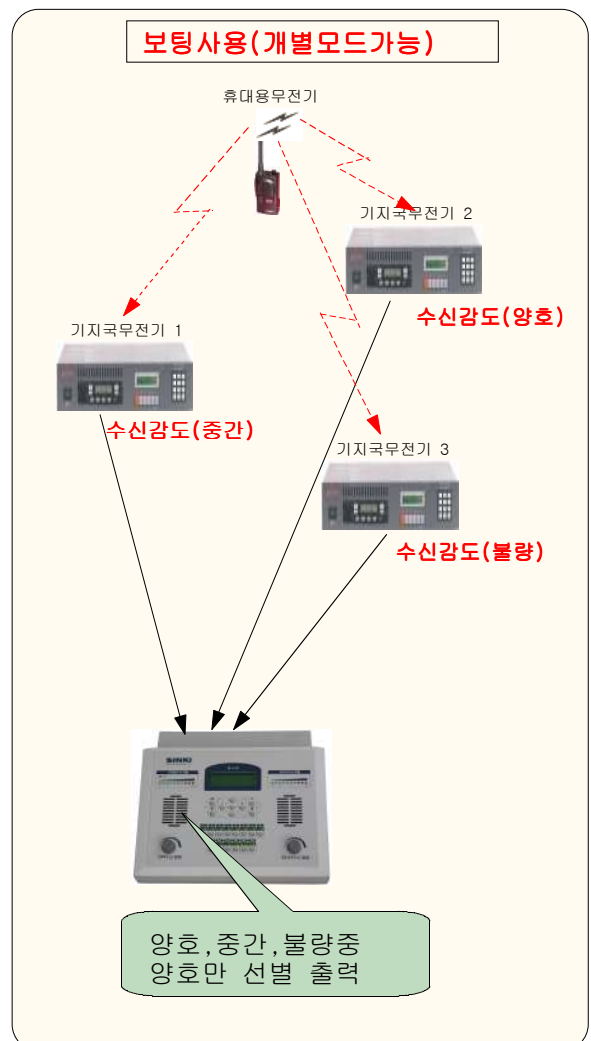 보팅사용(개별모드가능)
휴대용무전기
기지국무전기 2
수신감도(양호)
기지국무전기 1
수신감도(중간)
기지국무전기 3
수신감도(불량)
SINKI
양호,중간,불량중
양호만 선별 출력